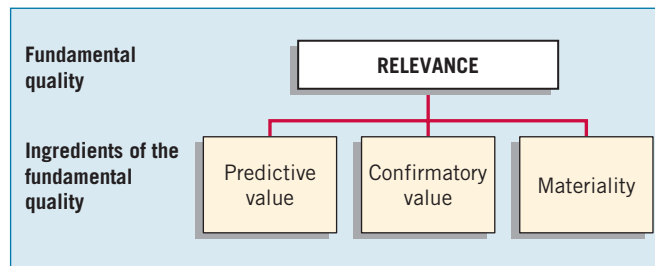 Fundamental
quality
RELEVANCE
Ingredients of the
fundamental
quality
Predictive
value
Confirmatory
value
Materiality